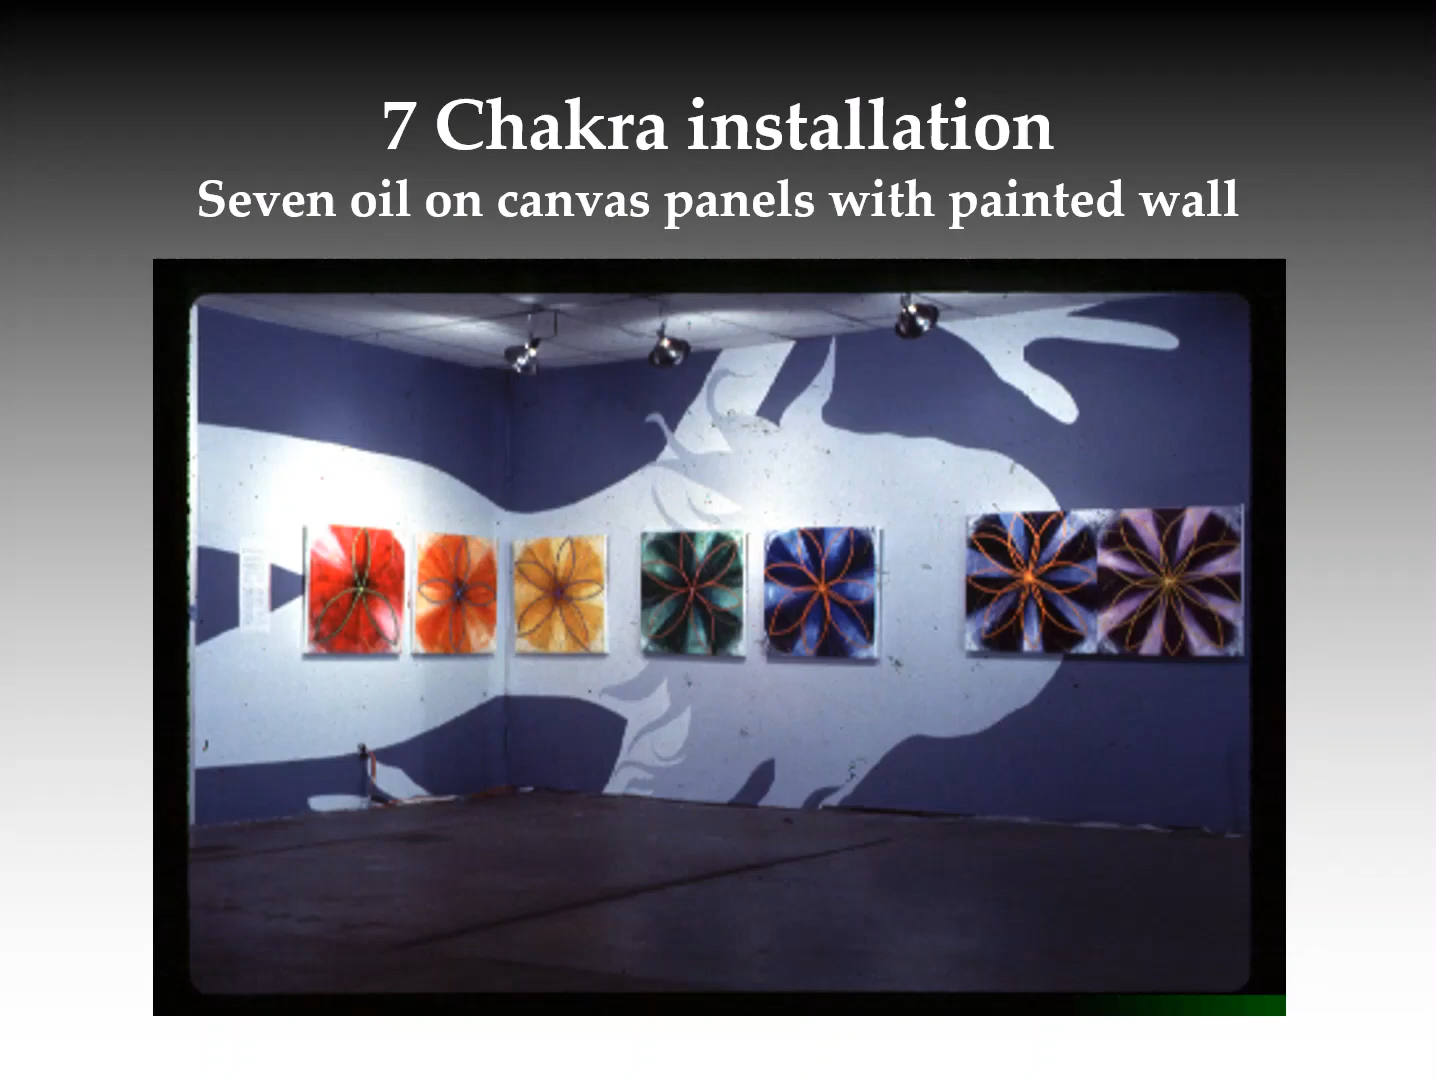 7 Chakra installation
Seven oil on canvas panels with painted wall